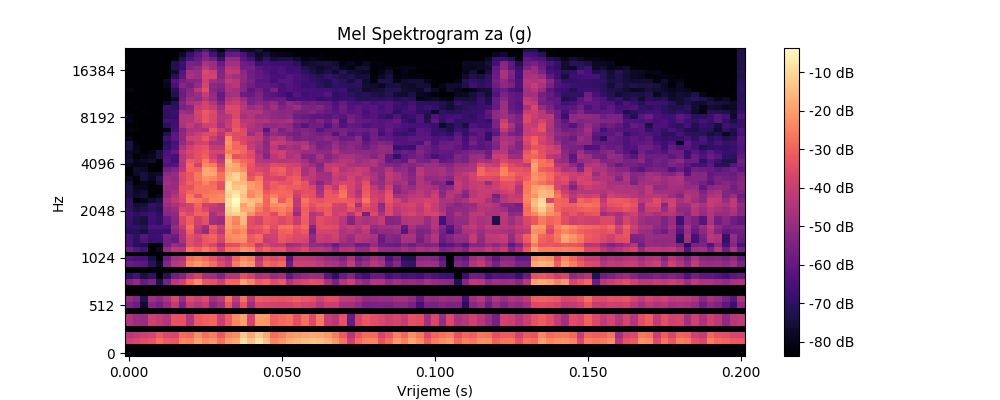 Mel Spektrogram za (g)
Hz
16384
8192
4096
2048
1024
512
0
0.000
0.050
0.100
0.150
0.200
Vrijeme (s)
-10 dB
-20 dB
-30 dB
-40 dB
-50 dB
-60 dB
-70 dB
-80 dB